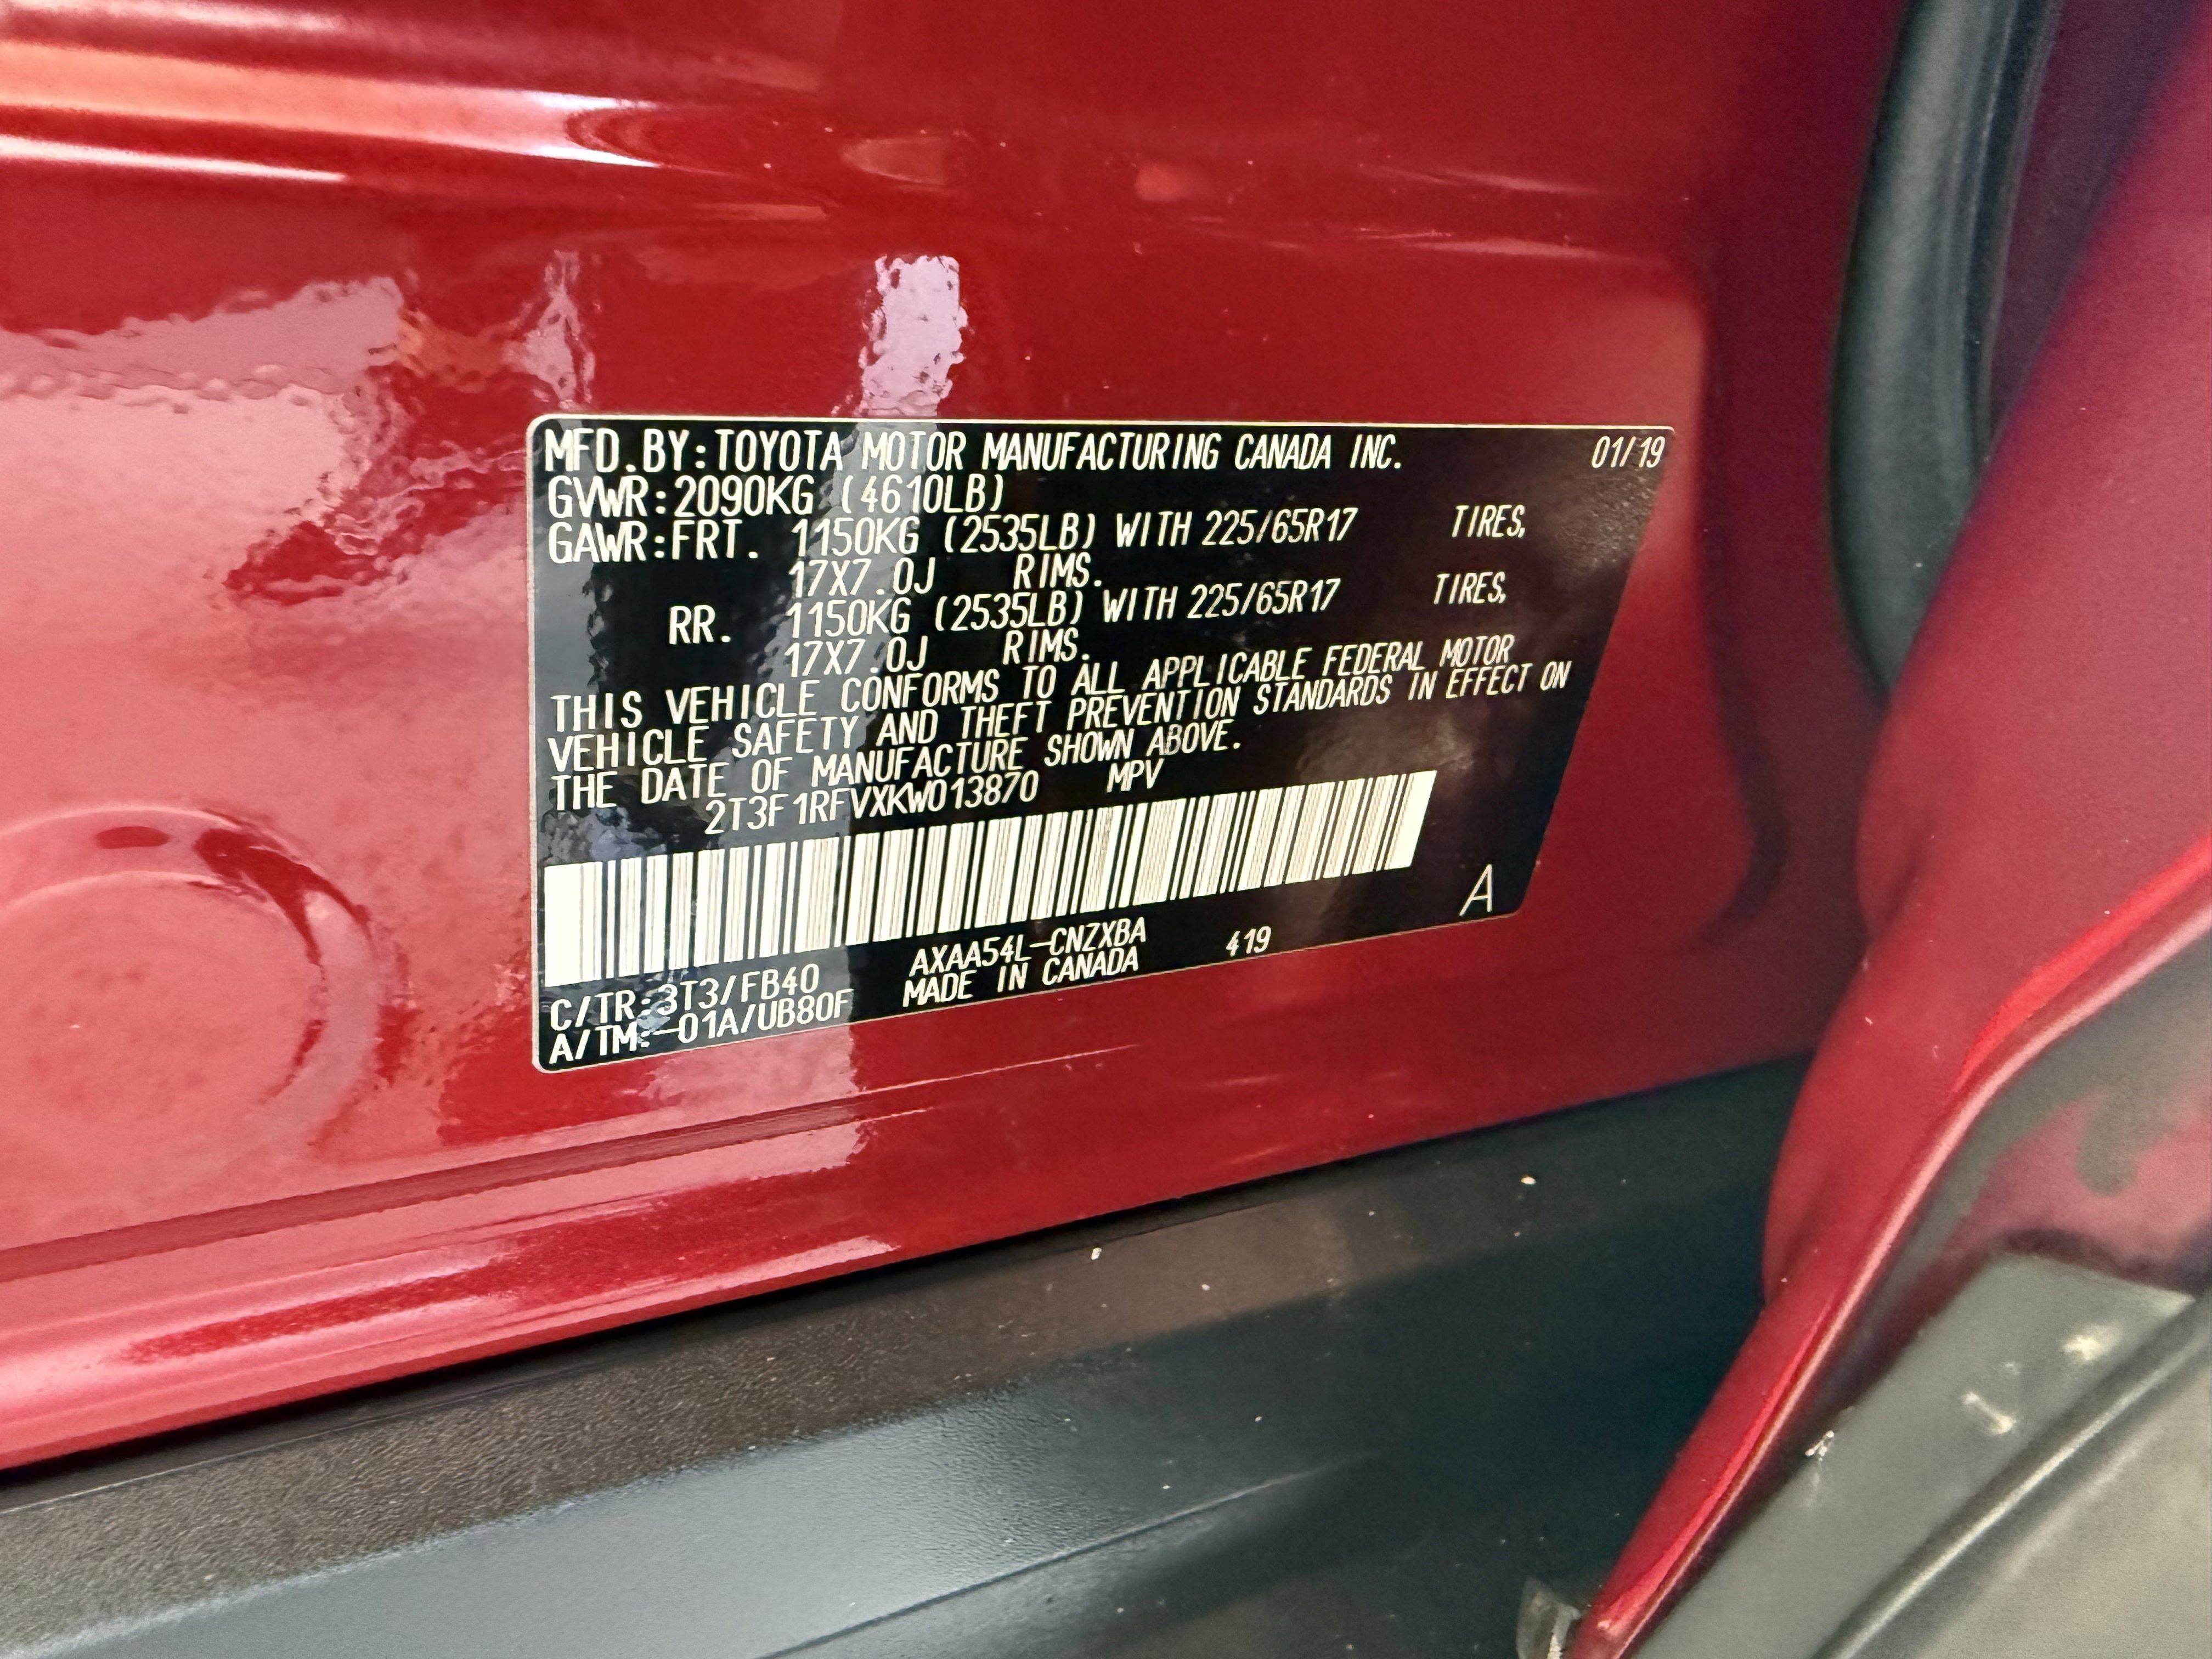 MFD.BY:TOYOTA MOTOR MANUFACTURING CANADA INC. 01/19
GVWR:2090KG (4610LB)
GAWR:FRT. 1150KG (2535LB) WITH 225/65R17 TIRES,
17X7.0J RIMS.
RR. 1150KG (2535LB) WITH 225/65R17 TIRES,
17X7.0J RIMS.
THIS VEHICLE CONFORMS TO ALL APPLICABLE FEDERAL MOTOR
VEHICLE SAFETY AND THEFT PREVENTION STANDARDS IN EFFECT ON
THE DATE OF MANUFACTURE SHOWN ABOVE.
2T3F1RFVXKW013870 MPV
A
C/TR:3T3/FB40 AXAA54L-CNZXBA 419
A/TM:-01A/UB80F MADE IN CANADA